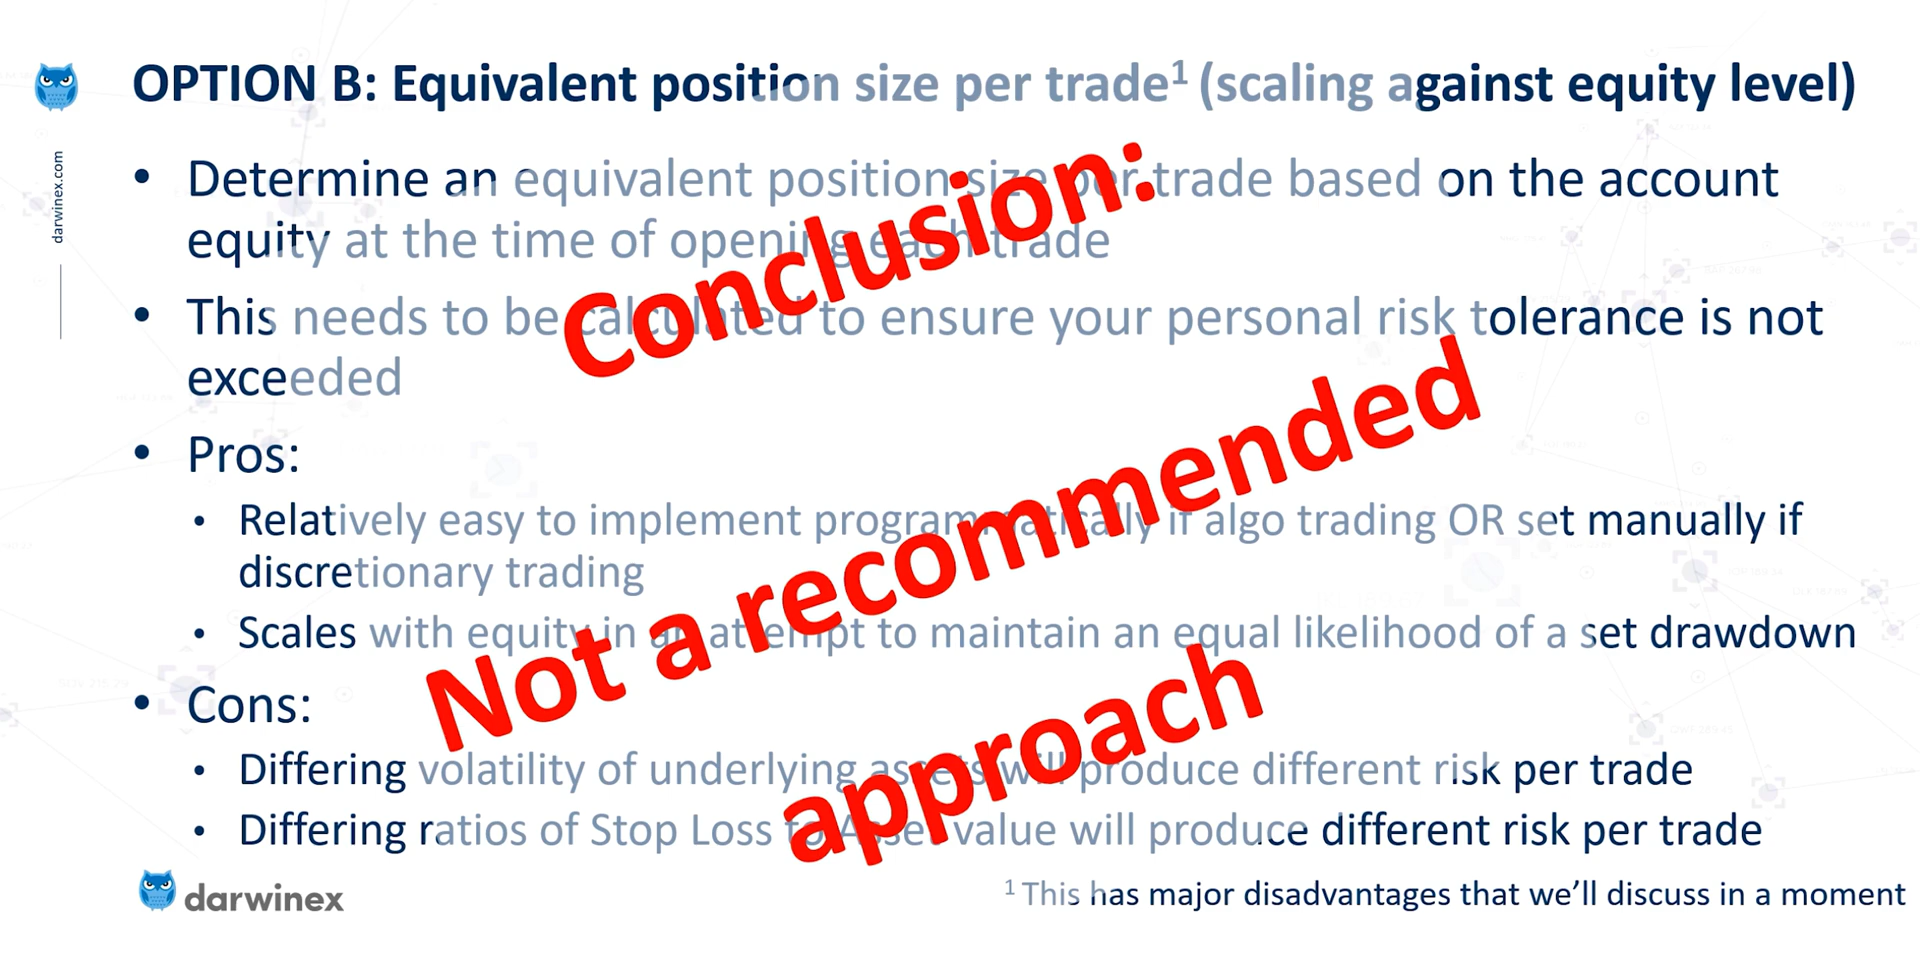 darwinex.com
OPTION B: Equivalent position size per trade¹ (scaling against equity level)
• Determine an equivalent position size per trade based on the account
equity at the time of opening each trade
• This needs to be calculated to ensure your personal risk tolerance is not
exceeded
• Pros:
• Relatively easy to implement programmatically if algo trading OR set manually if
discretionary trading
• Scales with equity in an attempt to maintain an equal likelihood of a set drawdown
• Cons:
• Differing volatility of underlying assets will produce different risk per trade
• Differing ratios of Stop Loss to Asset value will produce different risk per trade
Conclusion:
Not a recommended
approach
darwinex
¹ This has major disadvantages that we’ll discuss in a moment